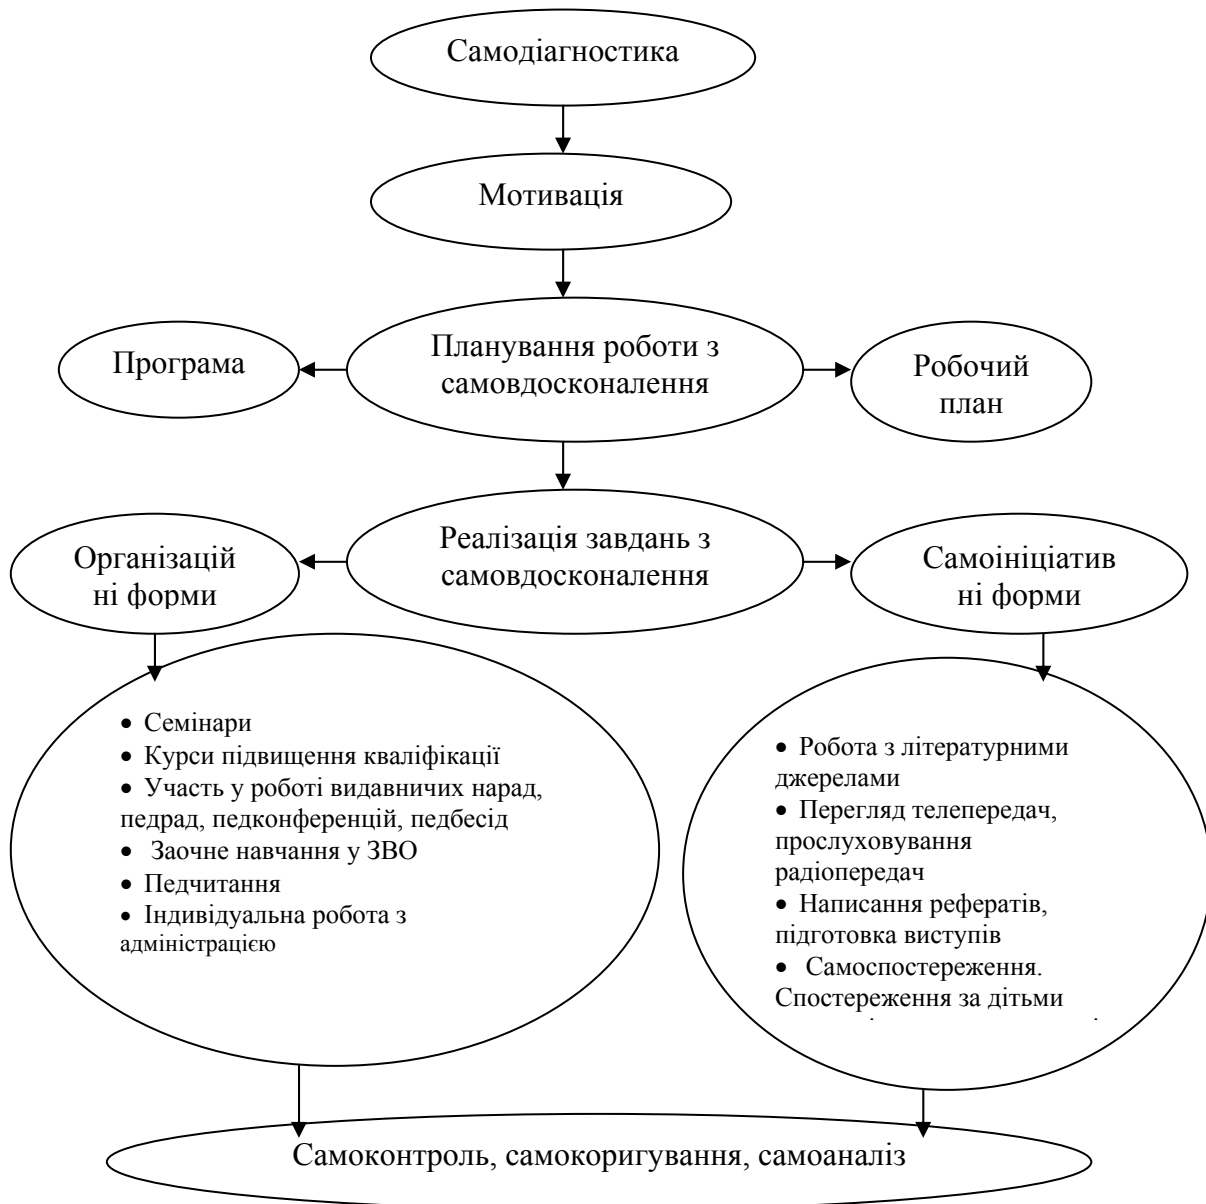 Самодіагностика
Мотивація
Планування роботи з
самовдосконалення
Програма
Робочий
план
Реалізація завдань з
самовдосконалення
Організацій
ні форми
Самоініціатив
ні форми
• Семінари
• Курси підвищення кваліфікації
• Участь у роботі видавничих нарад,
педрад, педконференцій, педбесід
• Заочне навчання у ЗВО
• Педчитання
• Індивідуальна робота з
адміністрацією
• Робота з літературними
джерелами
• Перегляд телепередач,
прослуховування
радіопередач
• Написання рефератів,
підготовка виступів
• Самоспостереження.
Спостереження за дітьми
Самоконтроль, самокоригування, самоаналіз